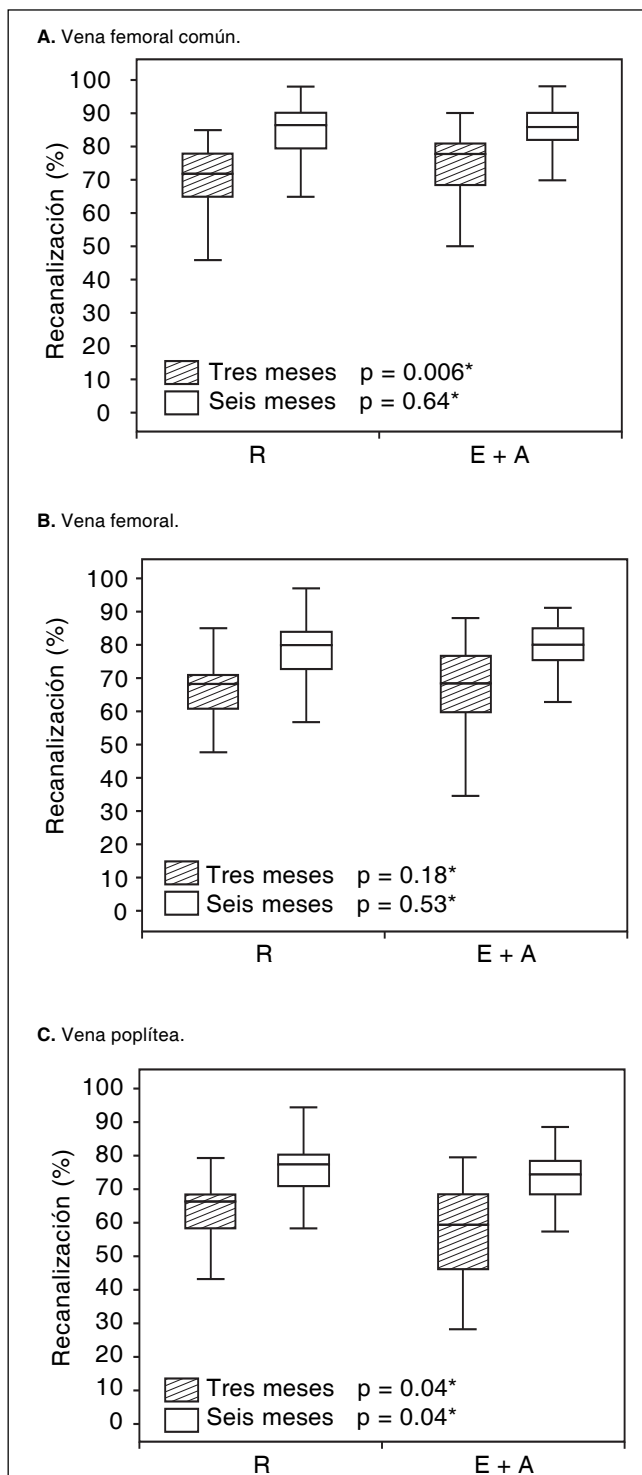 A. Vena femoral común.
Recanalización (%)
100
90
80
70
60
50
40
30
20
10
0
Tres meses p = 0.006*
Seis meses p = 0.64*
R E + A
B. Vena femoral.
Recanalización (%)
100
90
80
70
60
50
40
30
20
10
0
Tres meses p = 0.18*
Seis meses p = 0.53*
R E + A
C. Vena poplítea.
Recanalización (%)
100
90
80
70
60
50
40
30
20
10
0
Tres meses p = 0.04*
Seis meses p = 0.04*
R E + A